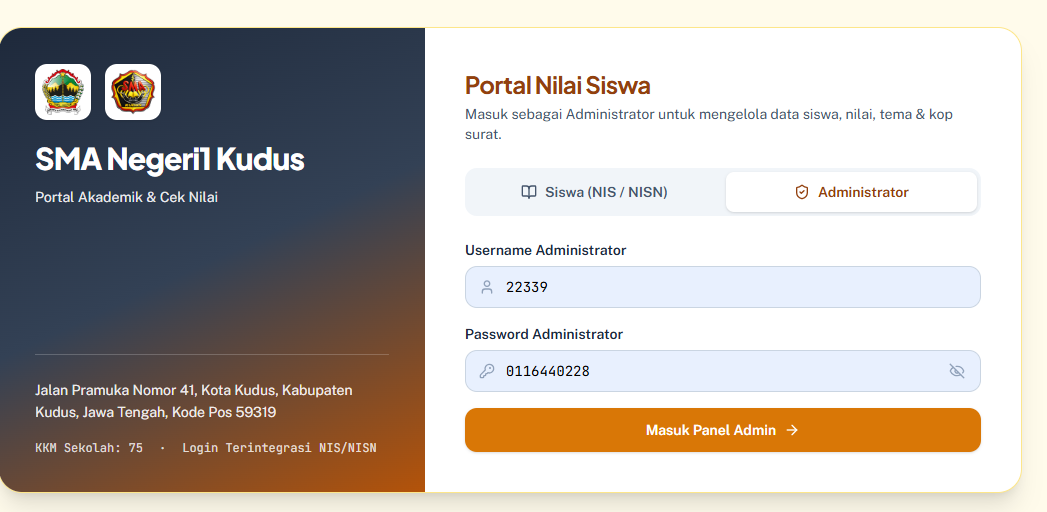 SMA Negeri1 Kudus
Portal Akademik & Cek Nilai
Jalan Pramuka Nomor 41, Kota Kudus, Kabupaten
Kudus, Jawa Tengah, Kode Pos 59319
KKM Sekolah: 75 · Login Terintegrasi NIS/NISN
Portal Nilai Siswa
Masuk sebagai Administrator untuk mengelola data siswa, nilai, tema & kop
surat.
Siswa (NIS / NISN)
Administrator
Username Administrator
22339
Password Administrator
0116440228
Masuk Panel Admin →